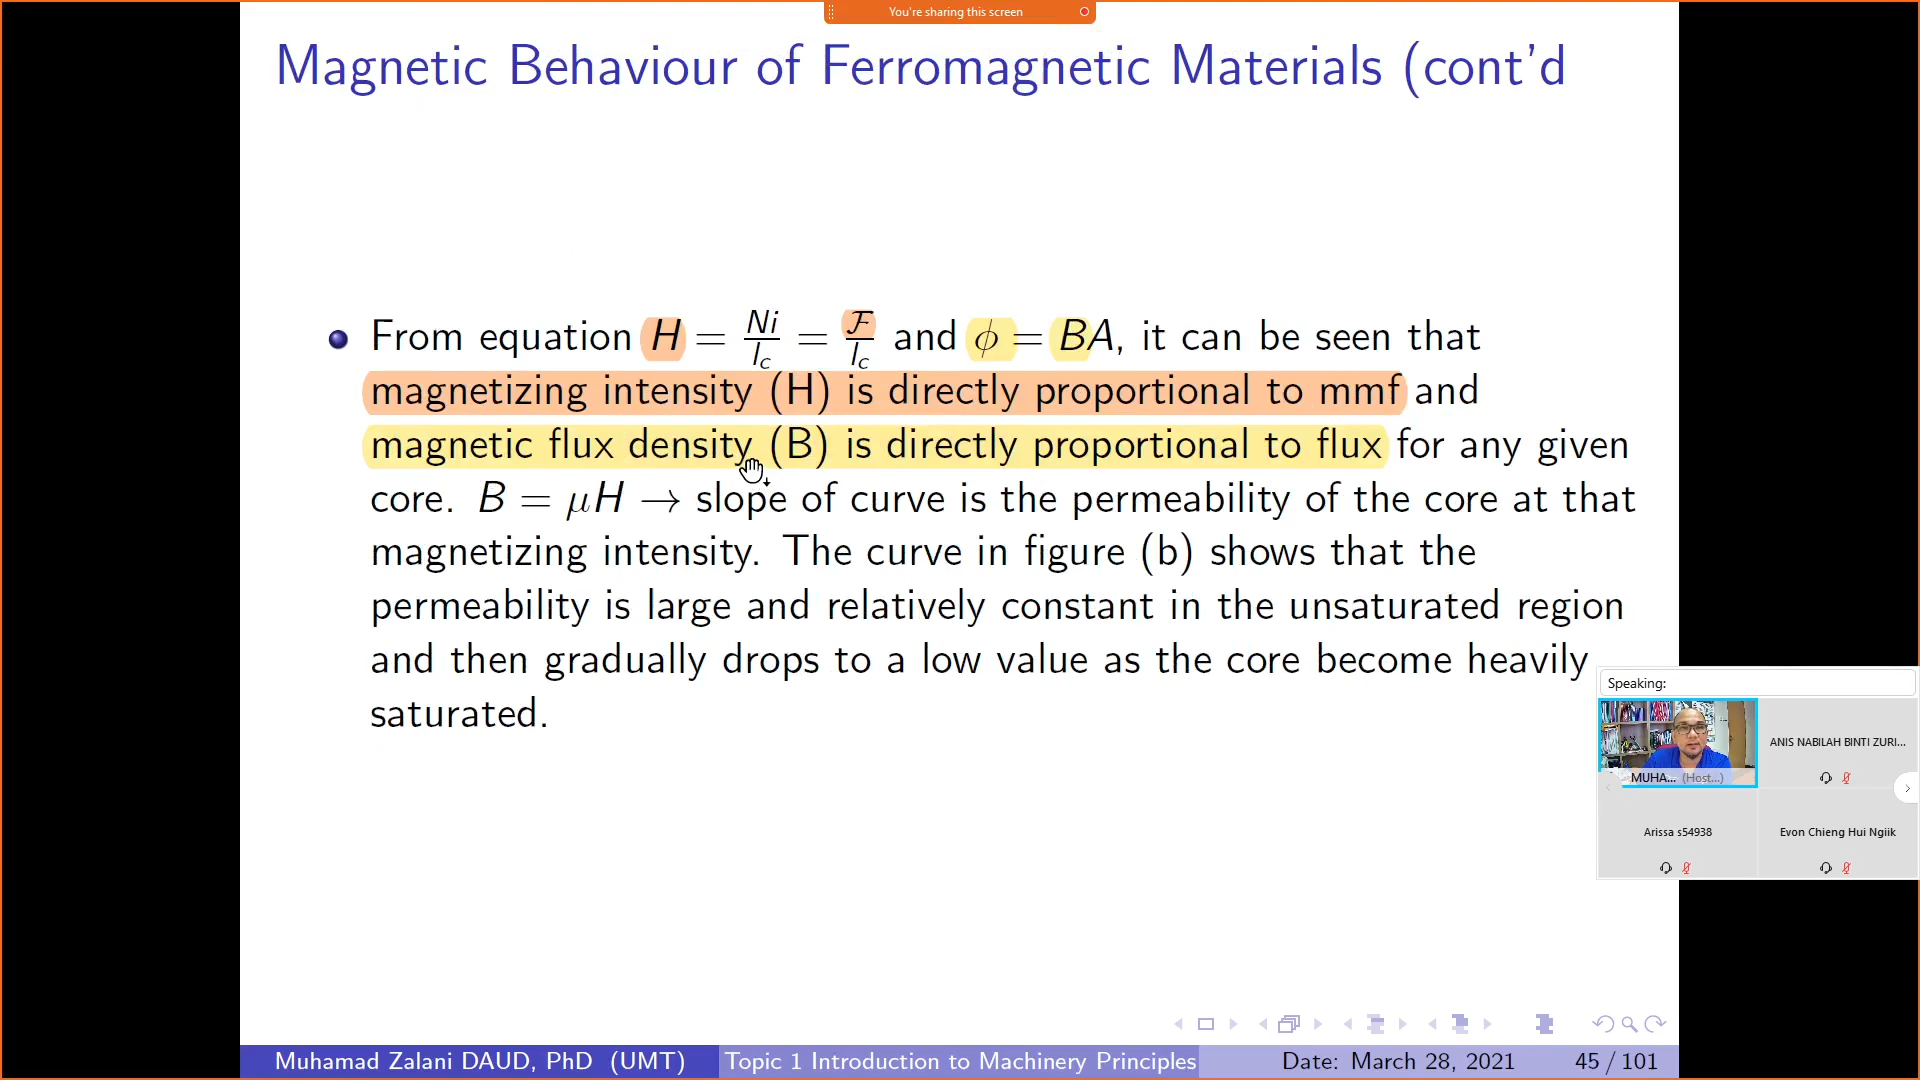 You're sharing this screen
Magnetic Behaviour of Ferromagnetic Materials (cont'd
From equation H = Ni/l_c = ℱ/l_c and ϕ = BA, it can be seen that
magnetizing intensity (H) is directly proportional to mmf and
magnetic flux density (B) is directly proportional to flux for any given
core. B = μH → slope of curve is the permeability of the core at that
magnetizing intensity. The curve in figure (b) shows that the
permeability is large and relatively constant in the unsaturated region
and then gradually drops to a low value as the core become heavily
saturated.
Speaking:
MUHA... (Host...)
ANIS NABILAH BINTI ZURI...
Arissa s54938
Evon Chieng Hui Ngiik
Muhamad Zalani DAUD, PhD (UMT)
Topic 1 Introduction to Machinery Principles
Date: March 28, 2021
45 / 101